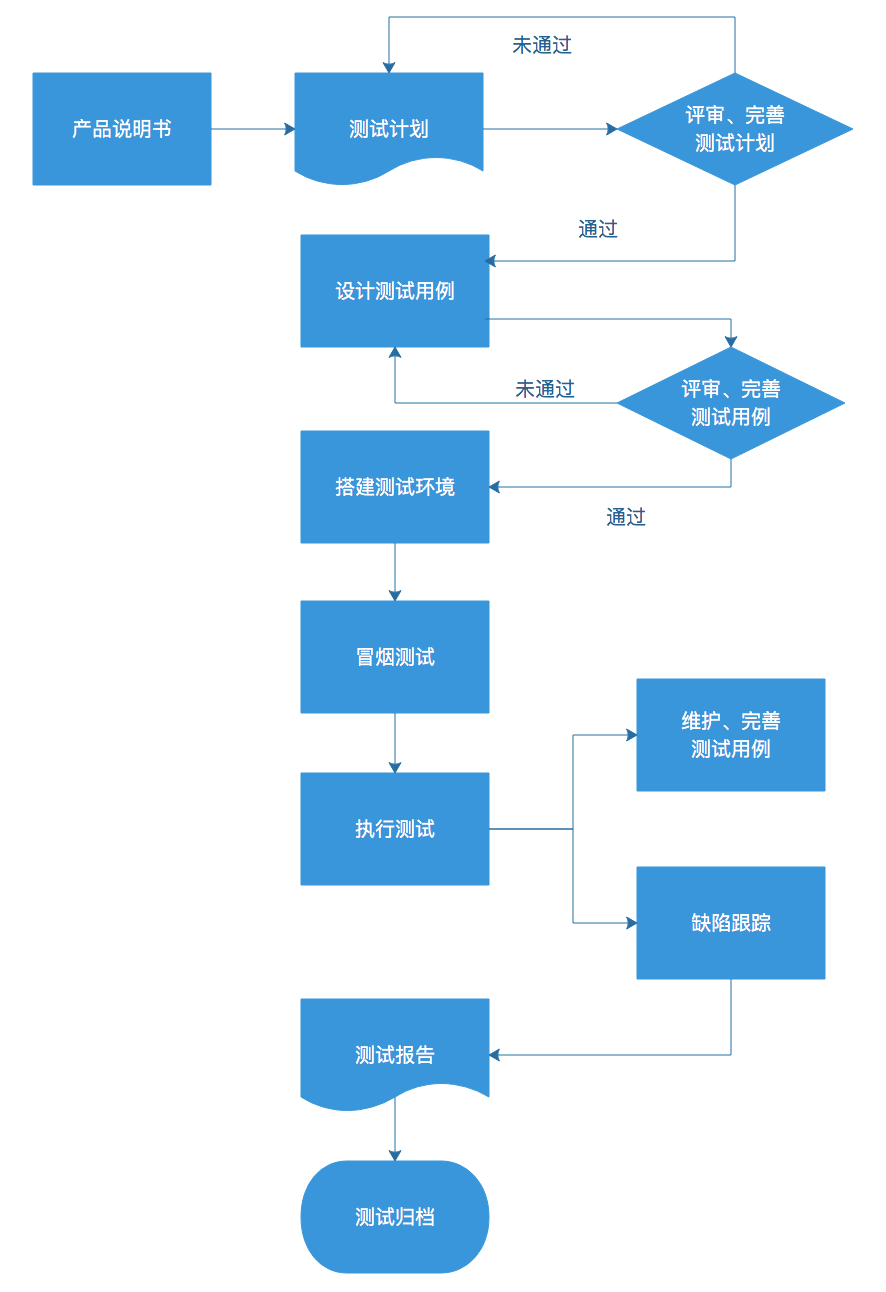 未通过
产品说明书
测试计划
评审、完善
测试计划
通过
设计测试用例
未通过
评审、完善
测试用例
搭建测试环境
通过
冒烟测试
维护、完善
测试用例
执行测试
缺陷跟踪
测试报告
测试归档